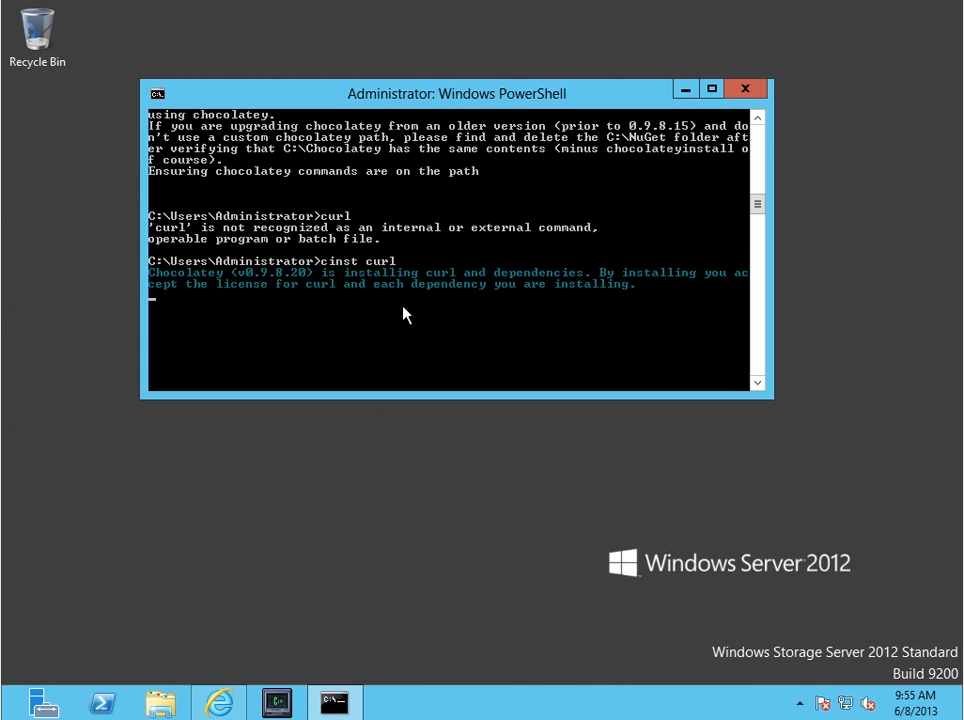 Recycle Bin
Administrator: Windows PowerShell
using chocolatey.
If you are upgrading chocolatey from an older version (prior to 0.9.8.15) and do
n't use a custom chocolatey path, please find and delete the C:\NuGet folder aft
er verifying that C:\Chocolatey has the same contents (minus chocolateyinstall o
f course).
Ensuring chocolatey commands are on the path
C:\Users\Administrator>curl
'curl' is not recognized as an internal or external command,
operable program or batch file.
C:\Users\Administrator>cinst curl
Chocolatey (v0.9.8.20) is installing curl and dependencies. By installing you ac
cept the license for curl and each dependency you are installing.
Windows Server 2012
Windows Storage Server 2012 Standard
Build 9200
9:55 AM
6/8/2013